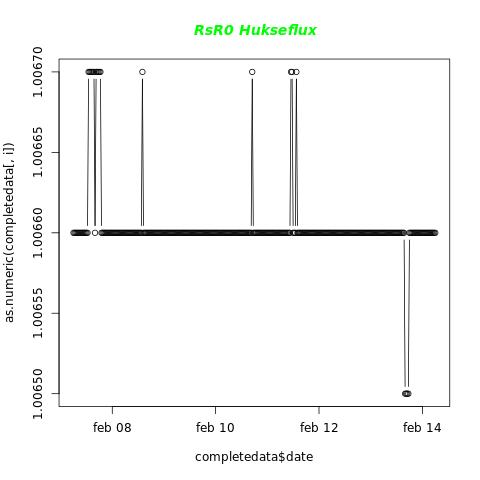 RsR0 Hukseflux
as.numeric(completedata[, i])
1.00670
1.00665
1.00660
1.00655
1.00650
feb 08
feb 10
feb 12
feb 14
completedata$date